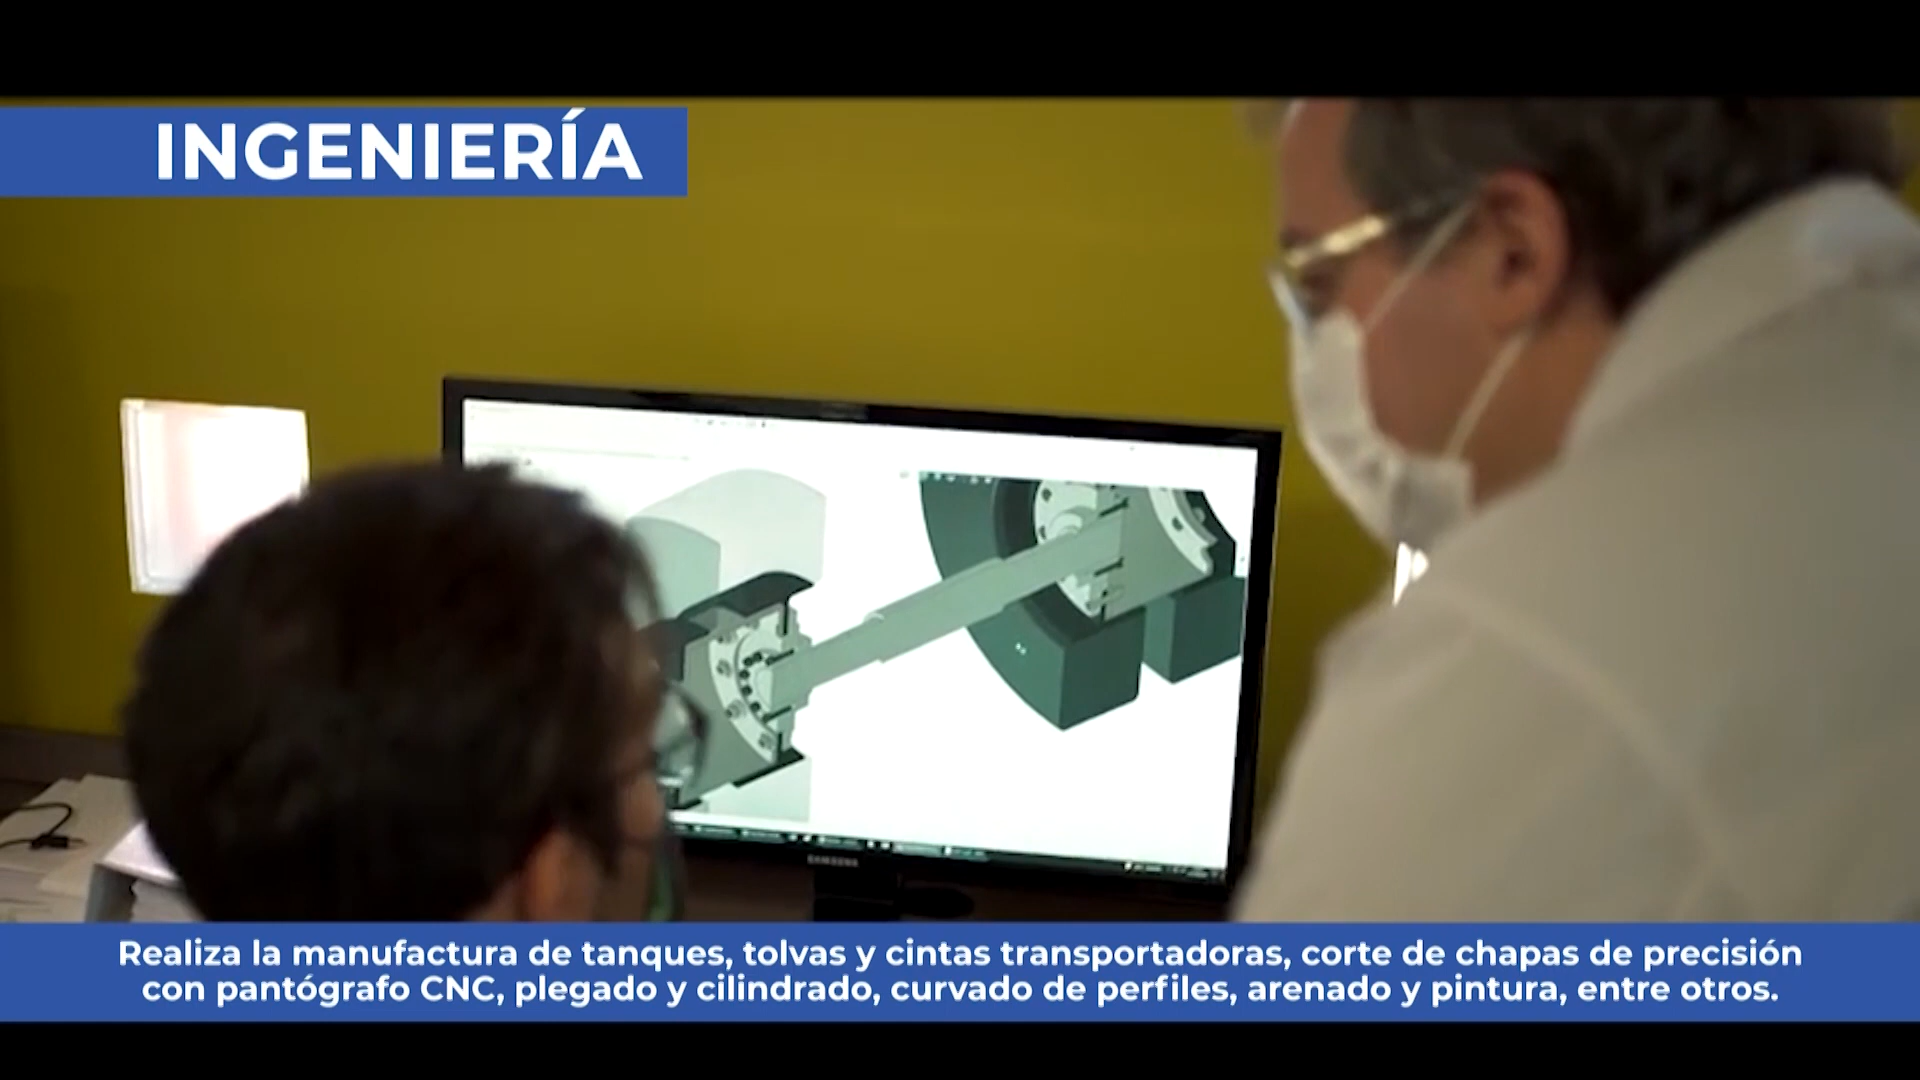 INGENIERÍA
SAMSUNG
Realiza la manufactura de tanques, tolvas y cintas transportadoras, corte de chapas de precisión
con pantógrafo CNC, plegado y cilindrado, curvado de perfiles, arenado y pintura, entre otros.